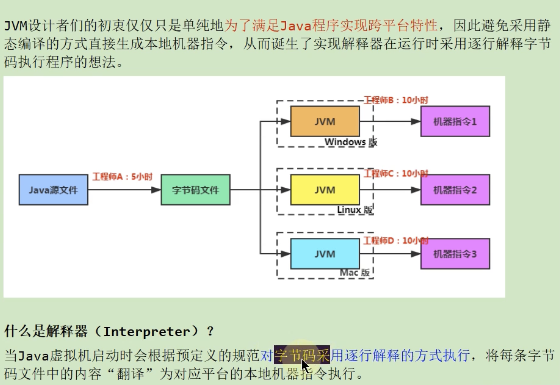 JVM设计者们的初衷仅仅只是单纯地为了满足Java程序实现跨平台特性，因此避免采用静
态编译的方式直接生成本地机器指令，从而诞生了实现解释器在运行时采用逐行解释字节
码执行程序的想法。
工程师B：10小时
JVM
机器指令1
Windows 版
工程师A：5小时
工程师C：10小时
Java源文件
字节码文件
JVM
机器指令2
Linux 版
工程师D：10小时
JVM
机器指令3
Mac 版
什么是解释器（Interpreter）？
当Java虚拟机启动时会根据预定义的规范对字节码采用逐行解释的方式执行，将每条字节
码文件中的内容“翻译”为对应平台的本地机器指令执行。